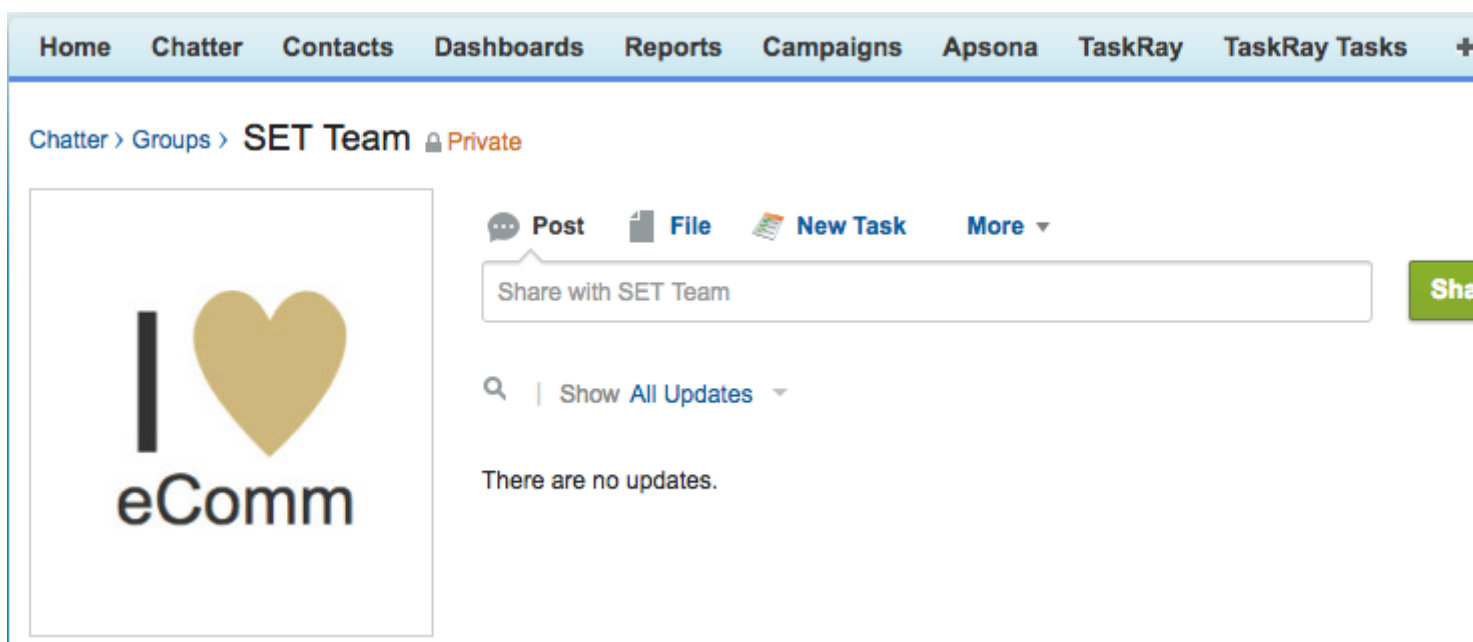 Home Chatter Contacts Dashboards Reports Campaigns Apsona TaskRay TaskRay Tasks +
Chatter › Groups › SET Team Private
Post File New Task More
Share with SET Team
Sha
Show All Updates
There are no updates.
I
eComm